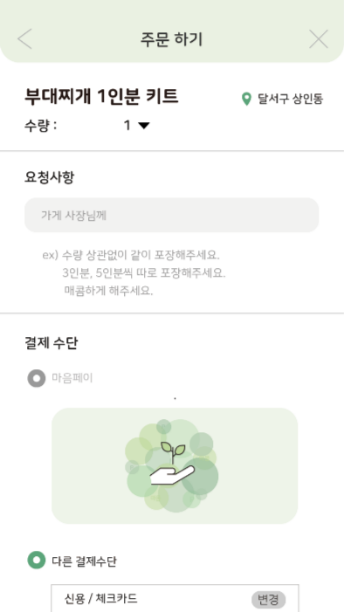 주문 하기
부대찌개 1인분 키트
달서구 상인동
수량 : 1
요청사항
가게 사장님께
ex) 수량 상관없이 같이 포장해주세요.
3인분, 5인분씩 따로 포장해주세요.
매콤하게 해주세요.
결제 수단
마음페이
다른 결제수단
신용 / 체크카드 변경